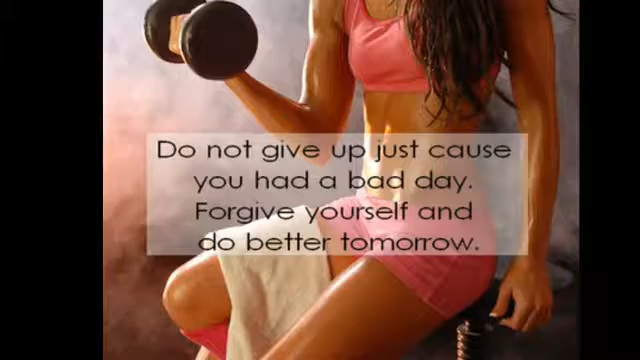 Do not give up just cause
you had a bad day.
Forgive yourself and
do better tomorrow.